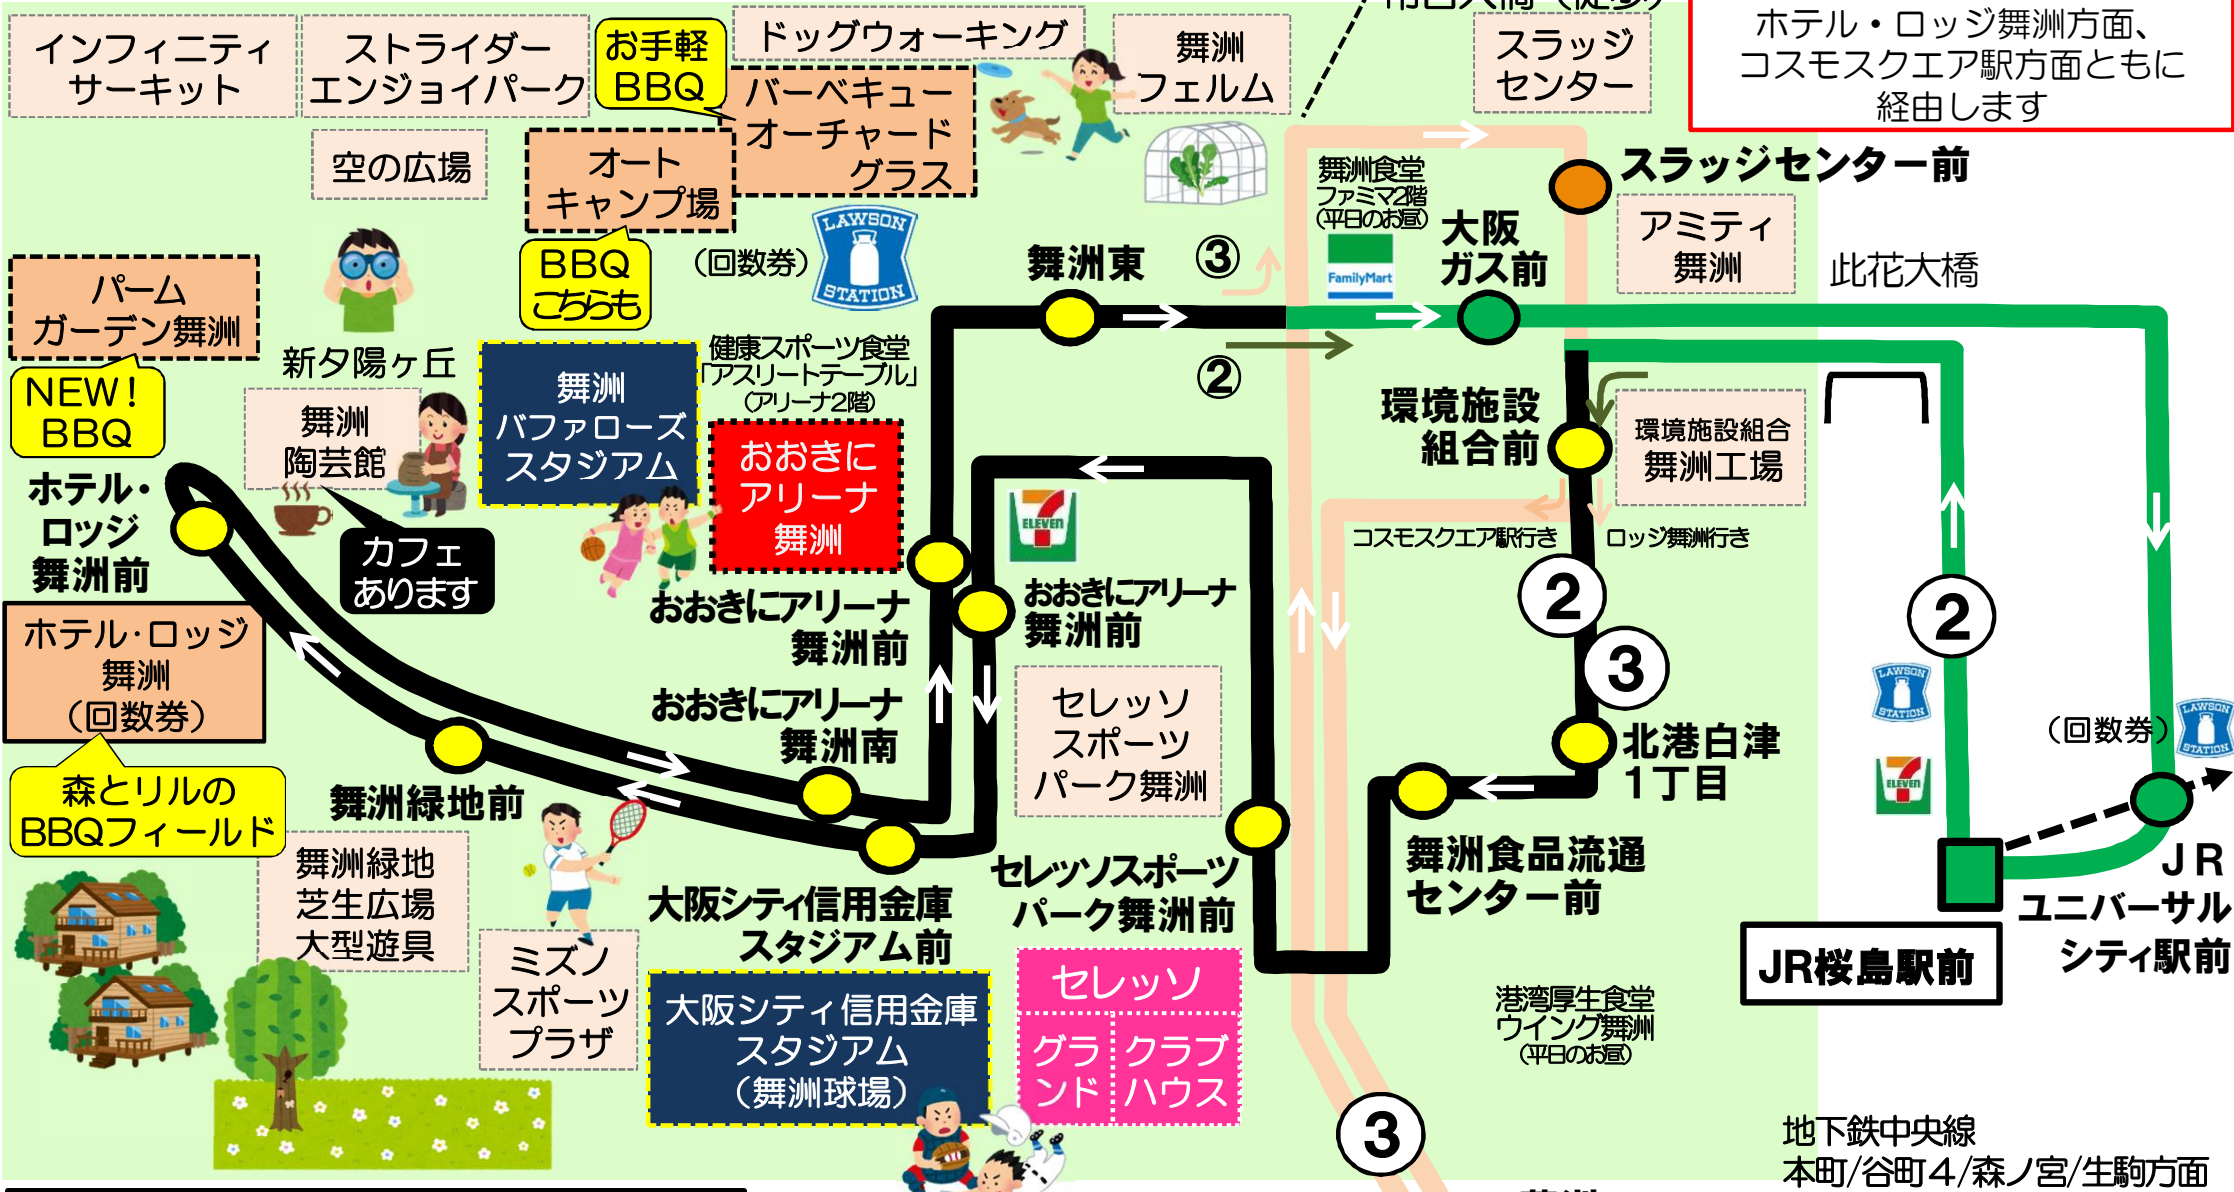 インフィニティ
サーキット
ストライダー
エンジョイパーク
お手軽
BBQ
ドッグウォーキング
バーベキュー
オーチャード
グラス
舞洲
フェルム
スラッジ
センター
ホテル・ロッジ舞洲方面、
コスモスクエア駅方面ともに
経由します
空の広場
オート
キャンプ場
BBQ
こちらも
(回数券)
LAWSON
STATION
舞洲東
③
②
舞洲食堂
ファミマ2階
(平日のお昼)
FamilyMart
大阪
ガス前
スラッジセンター前
アミティ
舞洲
此花大橋
パーム
ガーデン舞洲
NEW!
BBQ
新夕陽ヶ丘
舞洲
陶芸館
カフェ
あります
舞洲
バファローズ
スタジアム
健康スポーツ食堂
「アスリートテーブル」
(アリーナ2階)
おおきに
アリーナ
舞洲
ELEVEN
環境施設
組合前
環境施設組合
舞洲工場
コスモスクエア駅行き
ロッジ舞洲行き
②
③
②
ホテル・
ロッジ
舞洲前
ホテル・ロッジ
舞洲
(回数券)
森とリルの
BBQフィールド
おおきにアリーナ
舞洲前
おおきにアリーナ
舞洲前
おおきにアリーナ
舞洲南
セレッソ
スポーツ
パーク舞洲
北港白津
1丁目
LAWSON
STATION
ELEVEN
(回数券)
LAWSON
STATION
舞洲緑地前
舞洲緑地
芝生広場
大型遊具
ミズノ
スポーツ
プラザ
大阪シティ信用金庫
スタジアム前
大阪シティ信用金庫
スタジアム
(舞洲球場)
セレッソスポーツ
パーク舞洲前
セレッソ
グラ
ンド
クラブ
ハウス
舞洲食品流通
センター前
港湾厚生食堂
ウイング舞洲
(平日のお昼)
③
JR
ユニバーサル
シティ駅前
JR桜島駅前
地下鉄中央線
本町/谷町4/森ノ宮/生駒方面